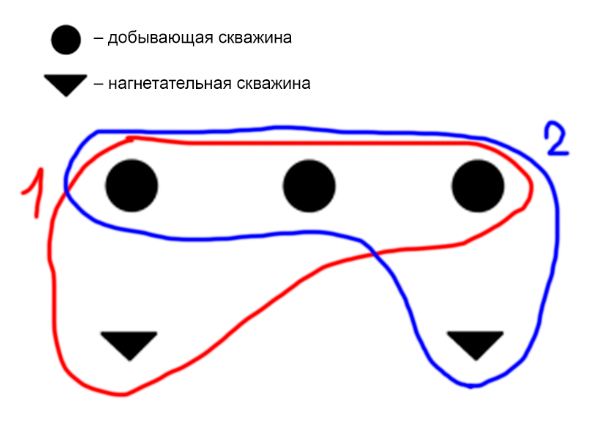 – добывающая скважина
– нагнетательная скважина
1
2